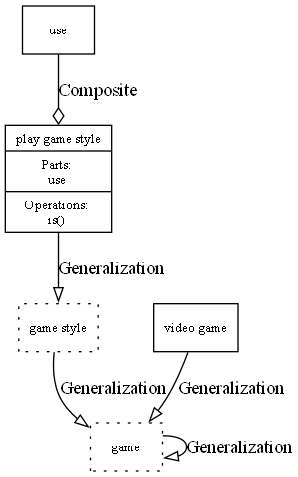 use
Composite
play game style
Parts:
use
Operations:
is()
Generalization
game style
video game
Generalization
Generalization
game
Generalization